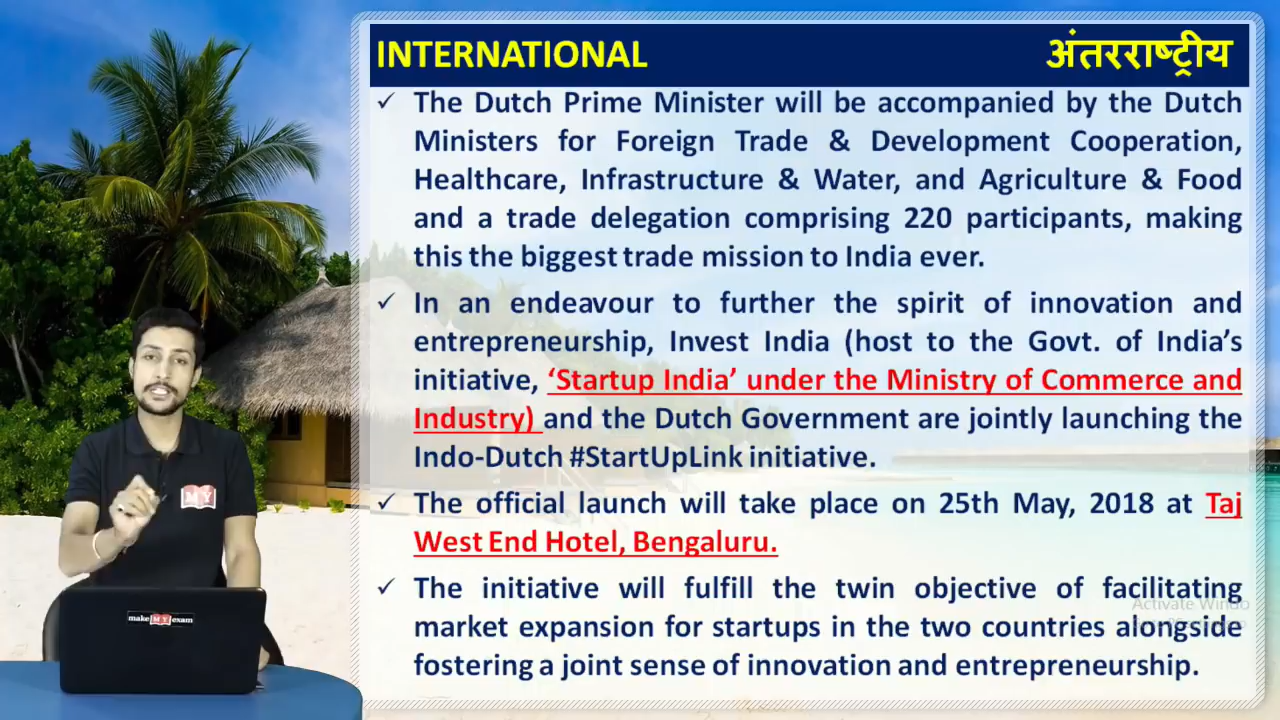 INTERNATIONAL अंतरराष्ट्रीय
✓ The Dutch Prime Minister will be accompanied by the Dutch
Ministers for Foreign Trade & Development Cooperation,
Healthcare, Infrastructure & Water, and Agriculture & Food
and a trade delegation comprising 220 participants, making
this the biggest trade mission to India ever.
✓ In an endeavour to further the spirit of innovation and
entrepreneurship, Invest India (host to the Govt. of India’s
initiative, ‘Startup India’ under the Ministry of Commerce and
Industry) and the Dutch Government are jointly launching the
Indo-Dutch #StartUpLink initiative.
✓ The official launch will take place on 25th May, 2018 at Taj
West End Hotel, Bengaluru.
✓ The initiative will fulfill the twin objective of facilitating
market expansion for startups in the two countries alongside
fostering a joint sense of innovation and entrepreneurship.
Activate Windo
MY
make MY exam